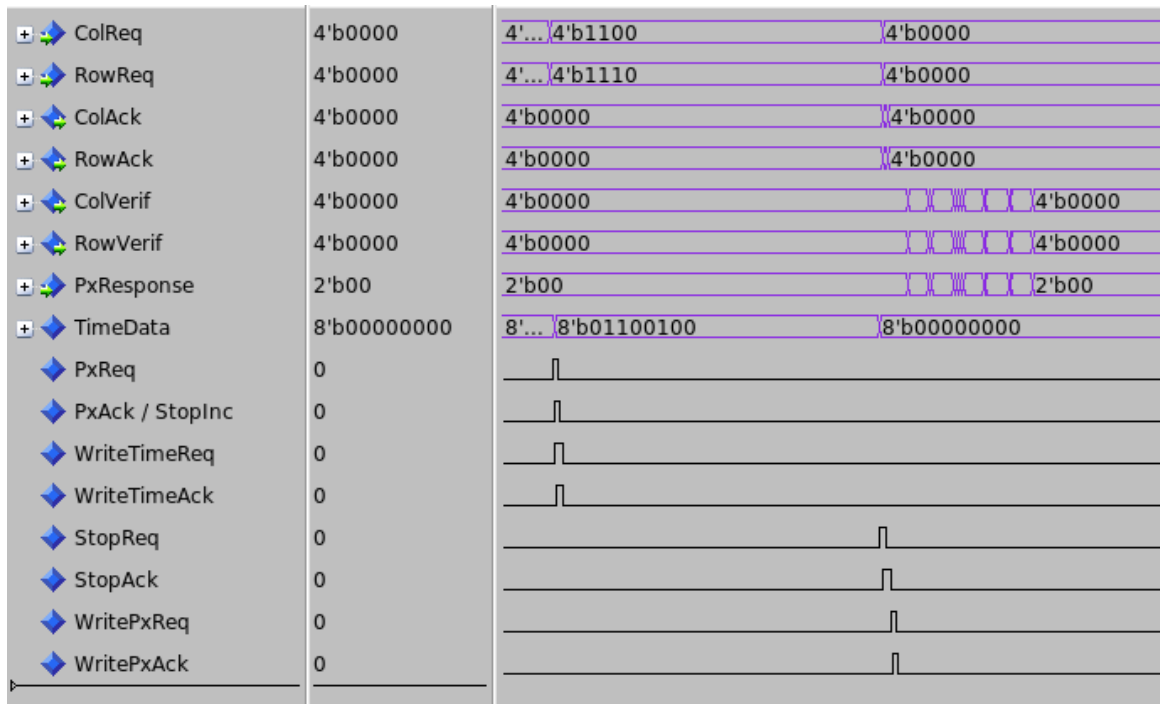 ColReq 4'b0000 4'... 4'b1100 4'b0000
RowReq 4'b0000 4'... 4'b1110 4'b0000
ColAck 4'b0000 4'b0000 4'b0000
RowAck 4'b0000 4'b0000 4'b0000
ColVerif 4'b0000 4'b0000 4'b0000
RowVerif 4'b0000 4'b0000 4'b0000
PxResponse 2'b00 2'b00 2'b00
TimeData 8'b00000000 8'... 8'b01100100 8'b00000000
PxReq 0
PxAck / StopInc 0
WriteTimeReq 0
WriteTimeAck 0
StopReq 0
StopAck 0
WritePxReq 0
WritePxAck 0